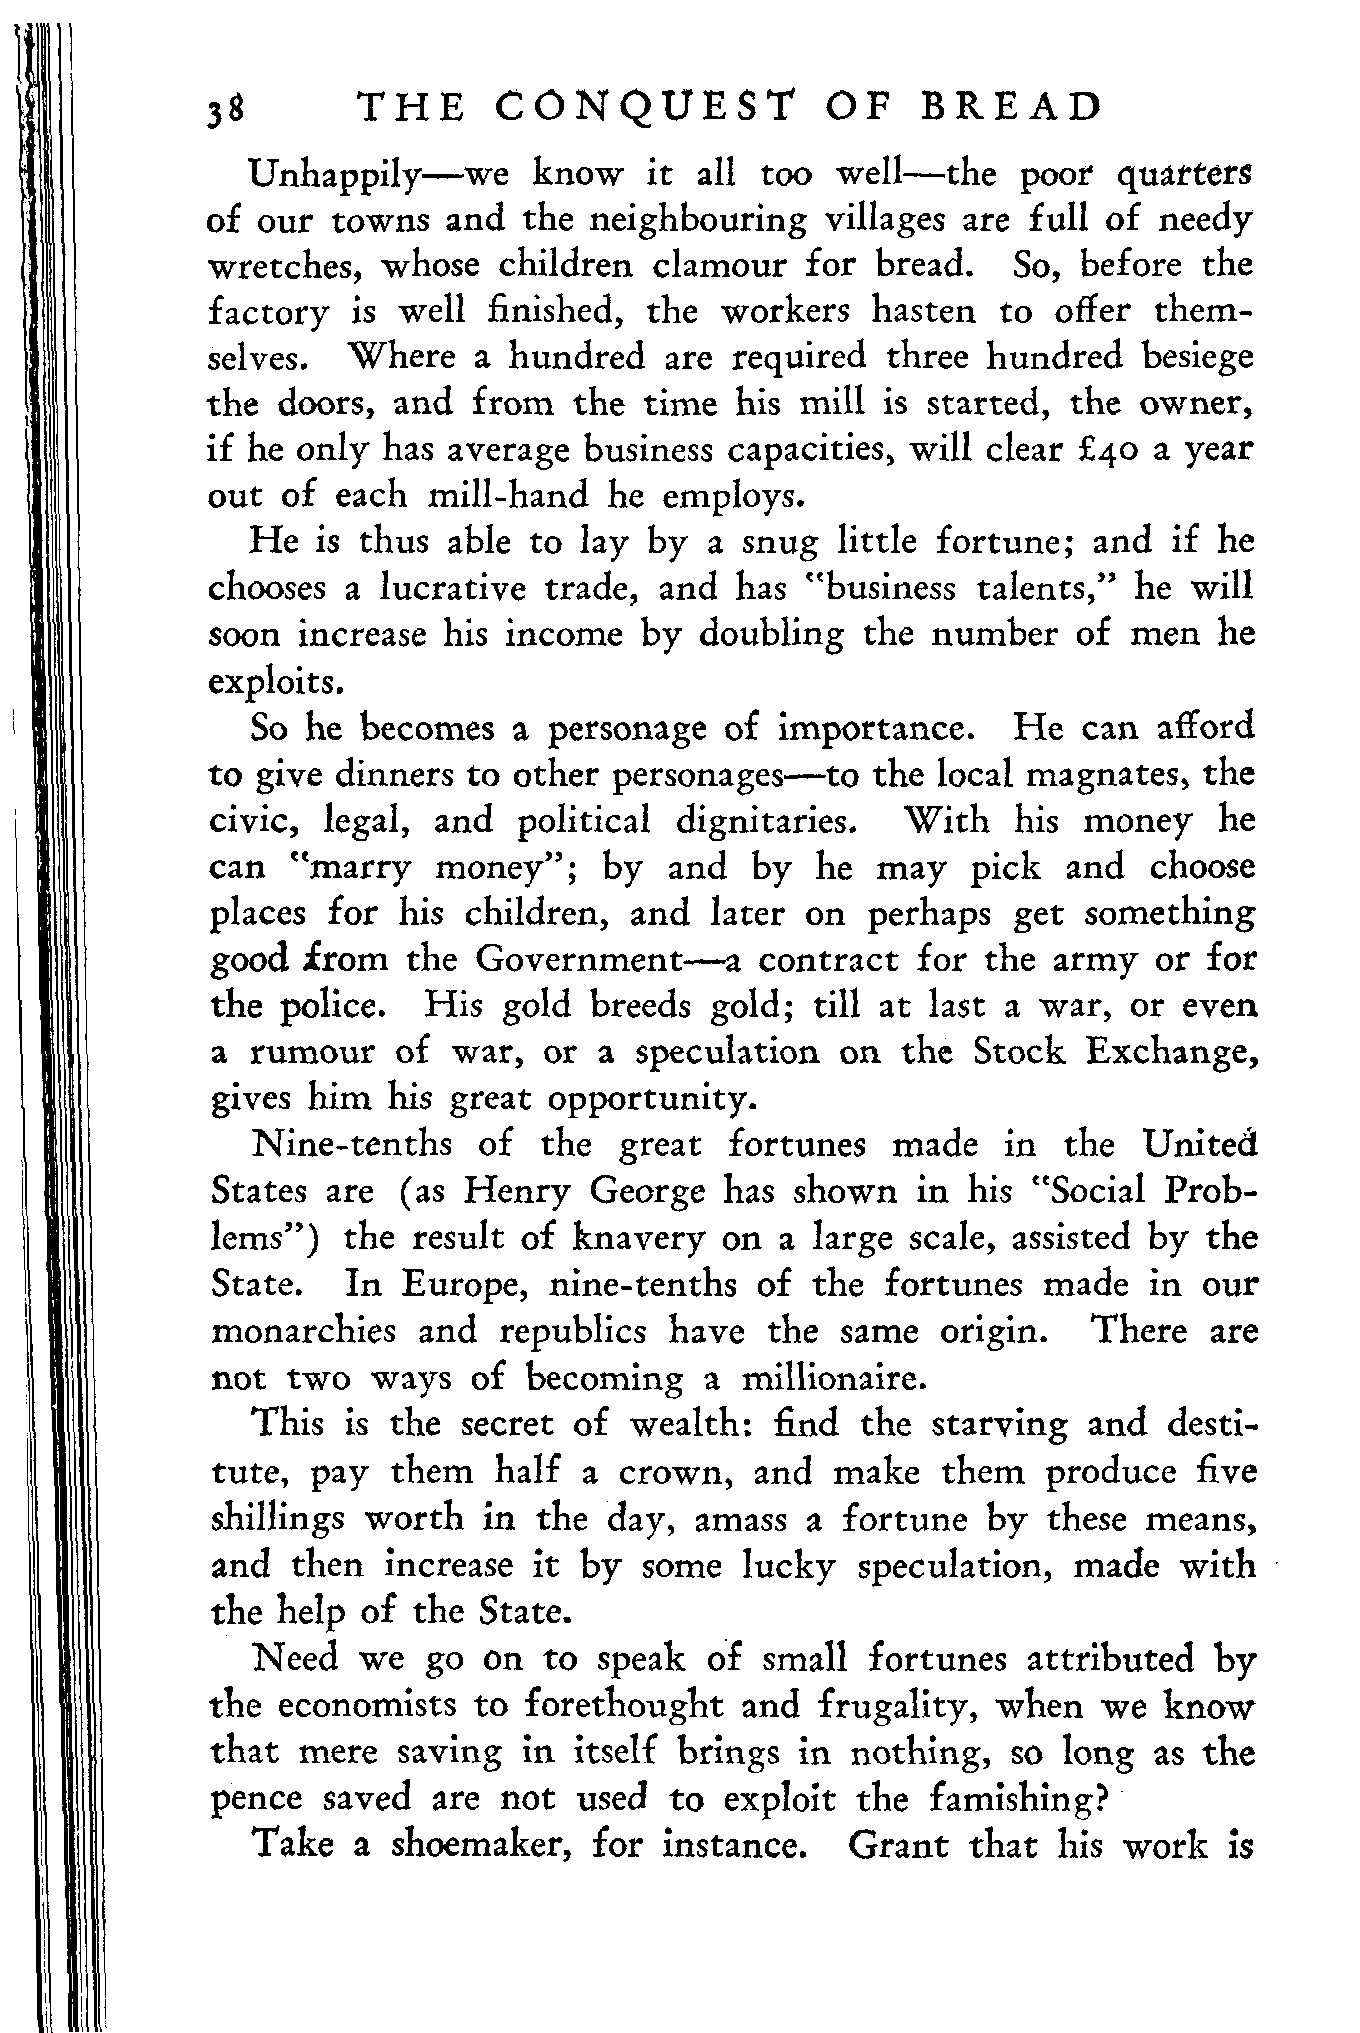 38 THE CONQUEST OF BREAD
Unhappily—we know it all too well—the poor quarters
of our towns and the neighbouring villages are full of needy
wretches, whose children clamour for bread. So, before the
factory is well finished, the workers hasten to offer them-
selves. Where a hundred are required three hundred besiege
the doors, and from the time his mill is started, the owner,
if he only has average business capacities, will clear £40 a year
out of each mill-hand he employs.
He is thus able to lay by a snug little fortune; and if he
chooses a lucrative trade, and has "business talents," he will
soon increase his income by doubling the number of men he
exploits.
So he becomes a personage of importance. He can afford
to give dinners to other personages—to the local magnates, the
civic, legal, and political dignitaries. With his money he
can "marry money"; by and by he may pick and choose
places for his children, and later on perhaps get something
good from the Government—a contract for the army or for
the police. His gold breeds gold; till at last a war, or even
a rumour of war, or a speculation on the Stock Exchange,
gives him his great opportunity.
Nine-tenths of the great fortunes made in the United
States are (as Henry George has shown in his "Social Prob-
lems") the result of knavery on a large scale, assisted by the
State. In Europe, nine-tenths of the fortunes made in our
monarchies and republics have the same origin. There are
not two ways of becoming a millionaire.
This is the secret of wealth: find the starving and desti-
tute, pay them half a crown, and make them produce five
shillings worth in the day, amass a fortune by these means,
and then increase it by some lucky speculation, made with
the help of the State.
Need we go on to speak of small fortunes attributed by
the economists to forethought and frugality, when we know
that mere saving in itself brings in nothing, so long as the
pence saved are not used to exploit the famishing?
Take a shoemaker, for instance. Grant that his work is